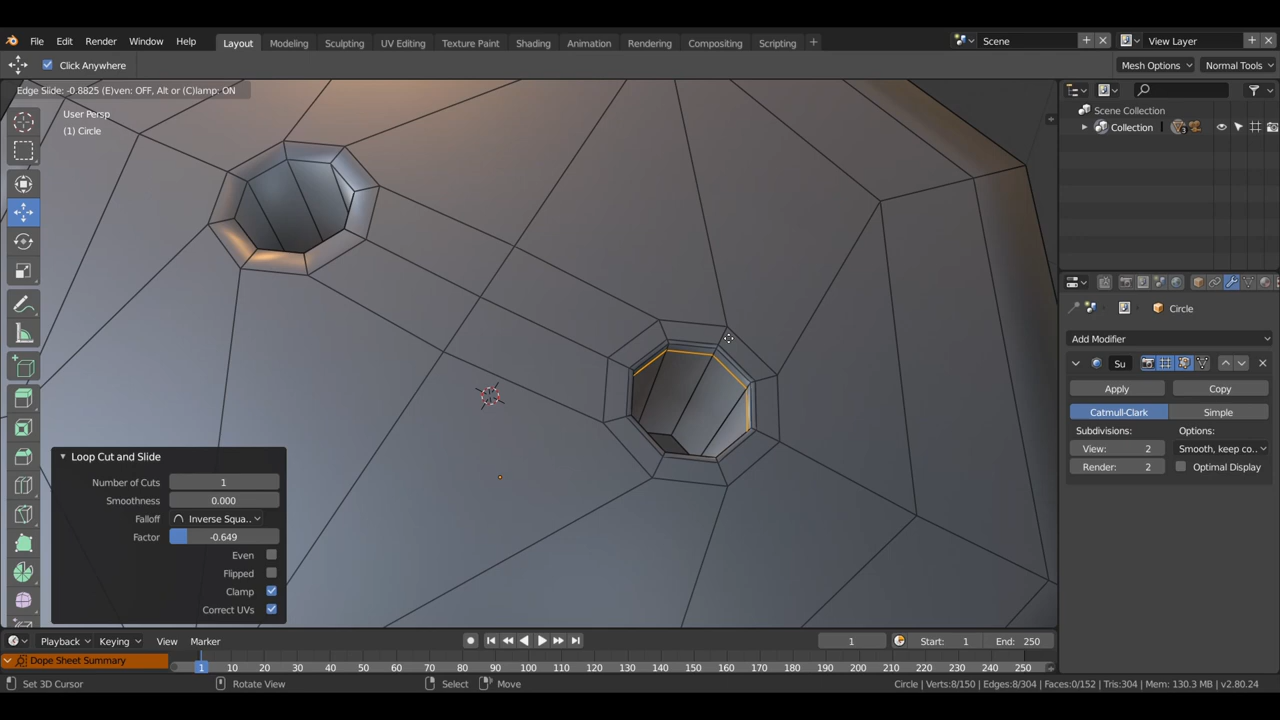 File Edit Render Window Help
Layout Modeling Sculpting UV Editing Texture Paint Shading Animation Rendering Compositing Scripting
Scene
View Layer
Click Anywhere
Mesh Options
Normal Tools
Edge Slide: -0.8825 (E)ven: OFF, Alt or (C)lamp: ON
User Persp
(1) Circle
Scene Collection
Collection
3
Circle
Add Modifier
Su
Apply
Copy
Catmull-Clark
Simple
Subdivisions:
Options:
View: 2
Smooth, keep co..
Render: 2
Optimal Display
Loop Cut and Slide
Number of Cuts 1
Smoothness 0.000
Falloff Inverse Squa..
Factor -0.649
Even
Flipped
Clamp
Correct UVs
Playback Keying View Marker
1
Start: 1
End: 250
Dope Sheet Summary
1 10 20 30 40 50 60 70 80 90 100 110 120 130 140 150 160 170 180 190 200 210 220 230 240 250
Set 3D Cursor
Rotate View
Select
Move
Circle | Verts:8/150 | Edges:8/304 | Faces:0/152 | Tris:304 | Mem: 130.3 MB | v2.80.24